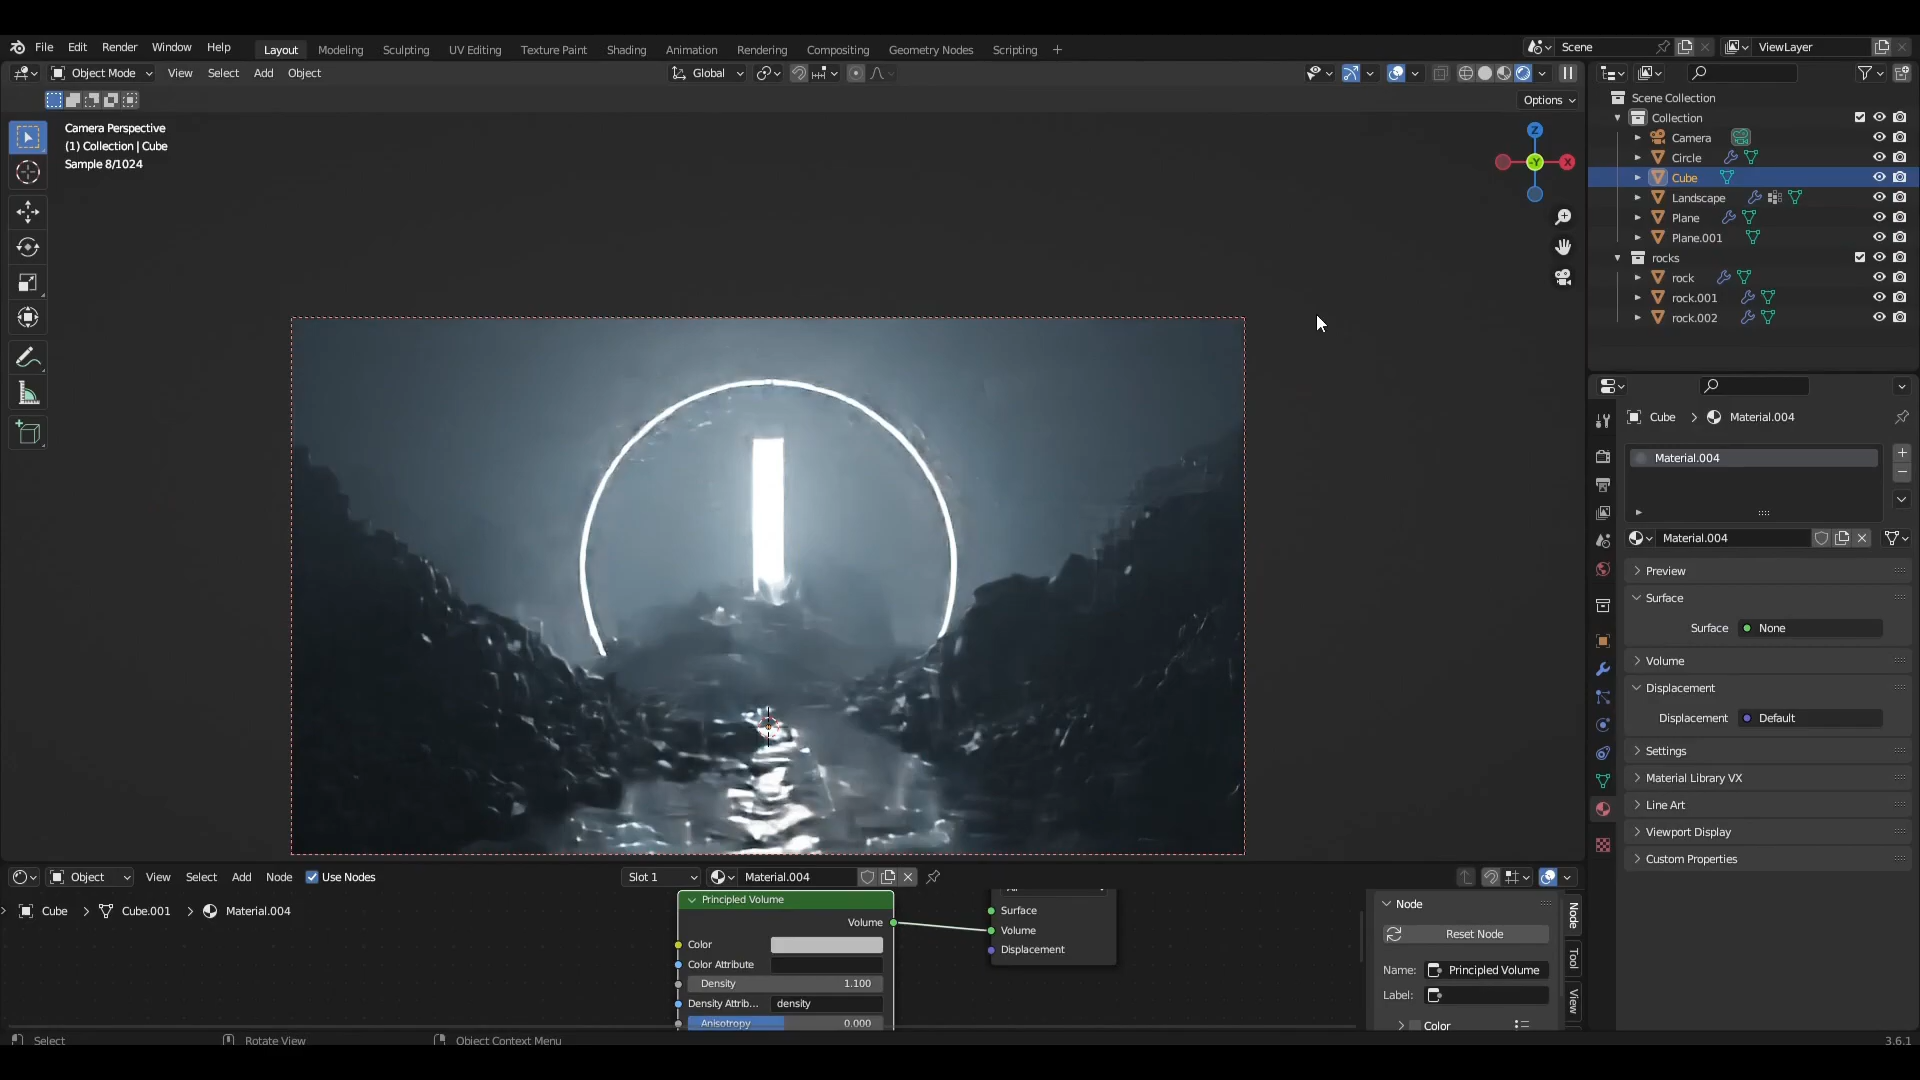 File Edit Render Window Help Layout Modeling Sculpting UV Editing Texture Paint Shading Animation Rendering Compositing Geometry Nodes Scripting + Scene ViewLayer
Object Mode View Select Add Object Global
Options
Camera Perspective
(1) Collection | Cube
Sample 8/1024
Z
-Y X
Scene Collection
Collection
Camera
Circle
Cube
Landscape
Plane
Plane.001
rocks
rock
rock.001
rock.002
Cube > Material.004
Material.004
Material.004
Preview
Surface
Surface None
Volume
Displacement
Displacement Default
Settings
Material Library VX
Line Art
Viewport Display
Custom Properties
Object View Select Add Node Use Nodes Slot 1 Material.004
Cube > Cube.001 > Material.004
Principled Volume
Volume
Color
Color Attribute
Density 1.100
Density Attrib... density
Anisotropy 0.000
Surface
Volume
Displacement
Node
Reset Node
Name: Principled Volume
Label:
Color
Node
Tool
View
Select Rotate View Object Context Menu 3.6.1